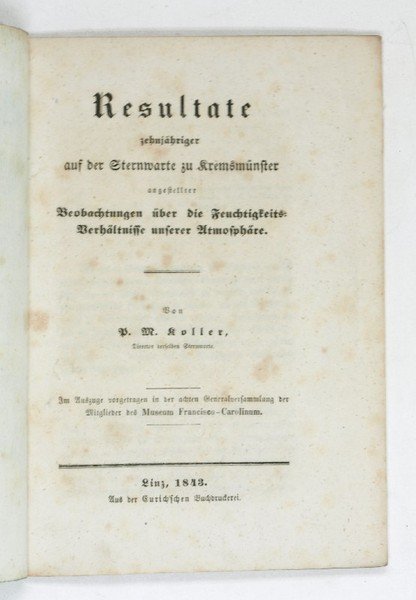 Resultate
zehnjähriger
auf der Sternwarte zu Kremsmünster
angestellter
Beobachtungen über die Feuchtigkeits-
Verhältnisse unserer Atmosphäre.
Von
P. M. Koller,
Director derselben Sternwarte.
Im Auszuge vorgetragen in der achten Generalversammlung der
Mitglieder des Museum Francisco-Carolinum.
Linz, 1843.
Aus der Eurich'schen Buchdruckerei.